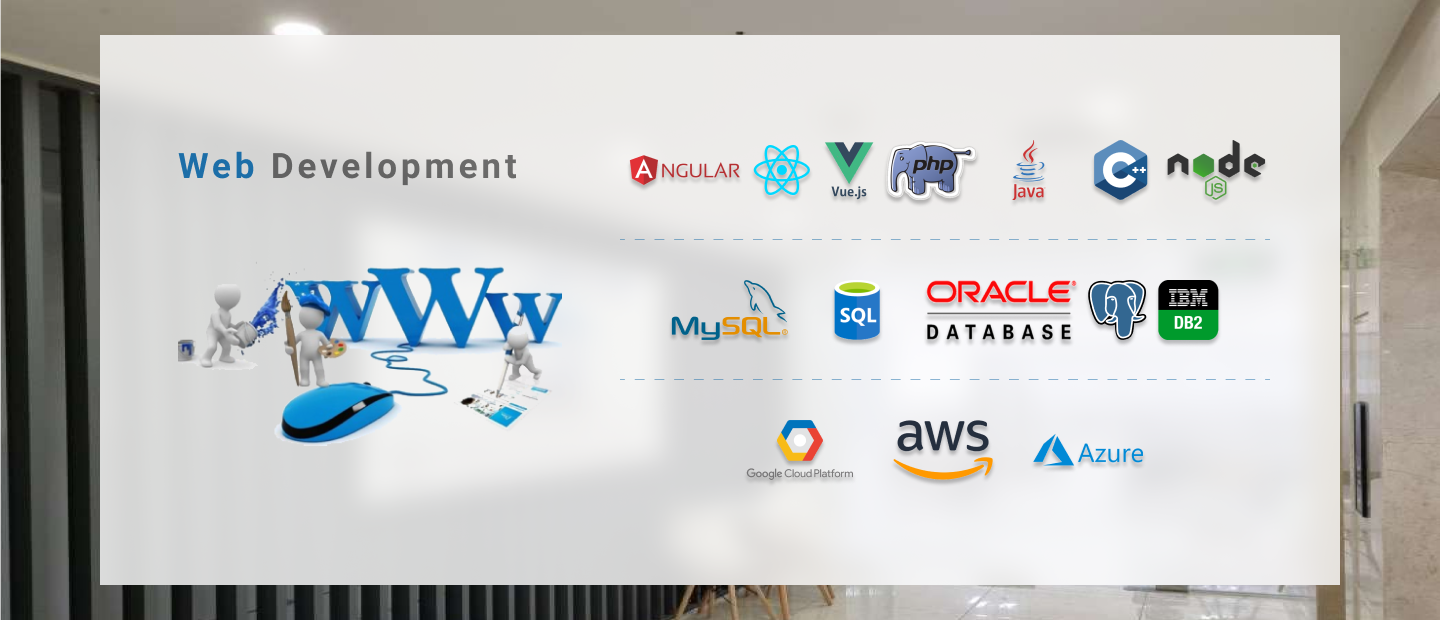 Web Development
ANGULAR
Vue.js
php
Java
C++
node
JS
wWw
MySQL
SQL
ORACLE®
DATABASE
IBM
DB2
Google Cloud Platform
aws
Azure